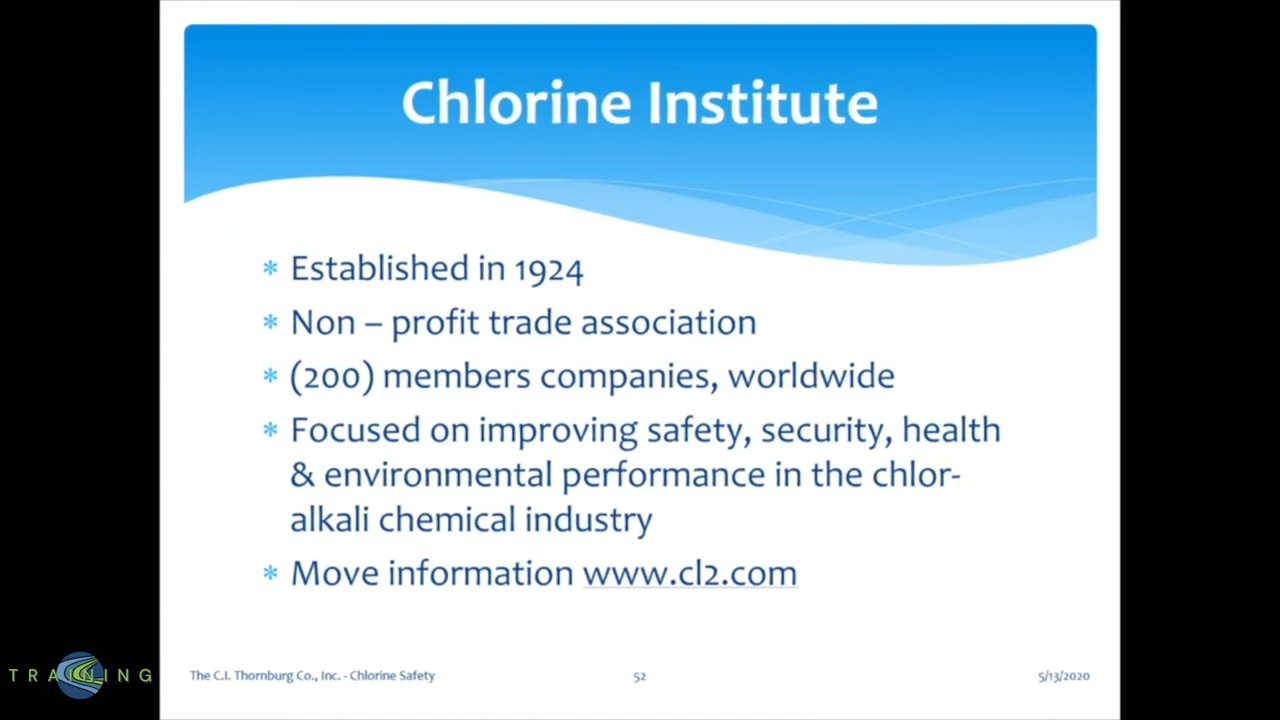 Chlorine Institute
* Established in 1924
* Non – profit trade association
* (200) members companies, worldwide
* Focused on improving safety, security, health
& environmental performance in the chlor-
alkali chemical industry
* Move information www.cl2.com
TRAINING
The C.I. Thornburg Co., Inc. - Chlorine Safety
52
5/13/2020